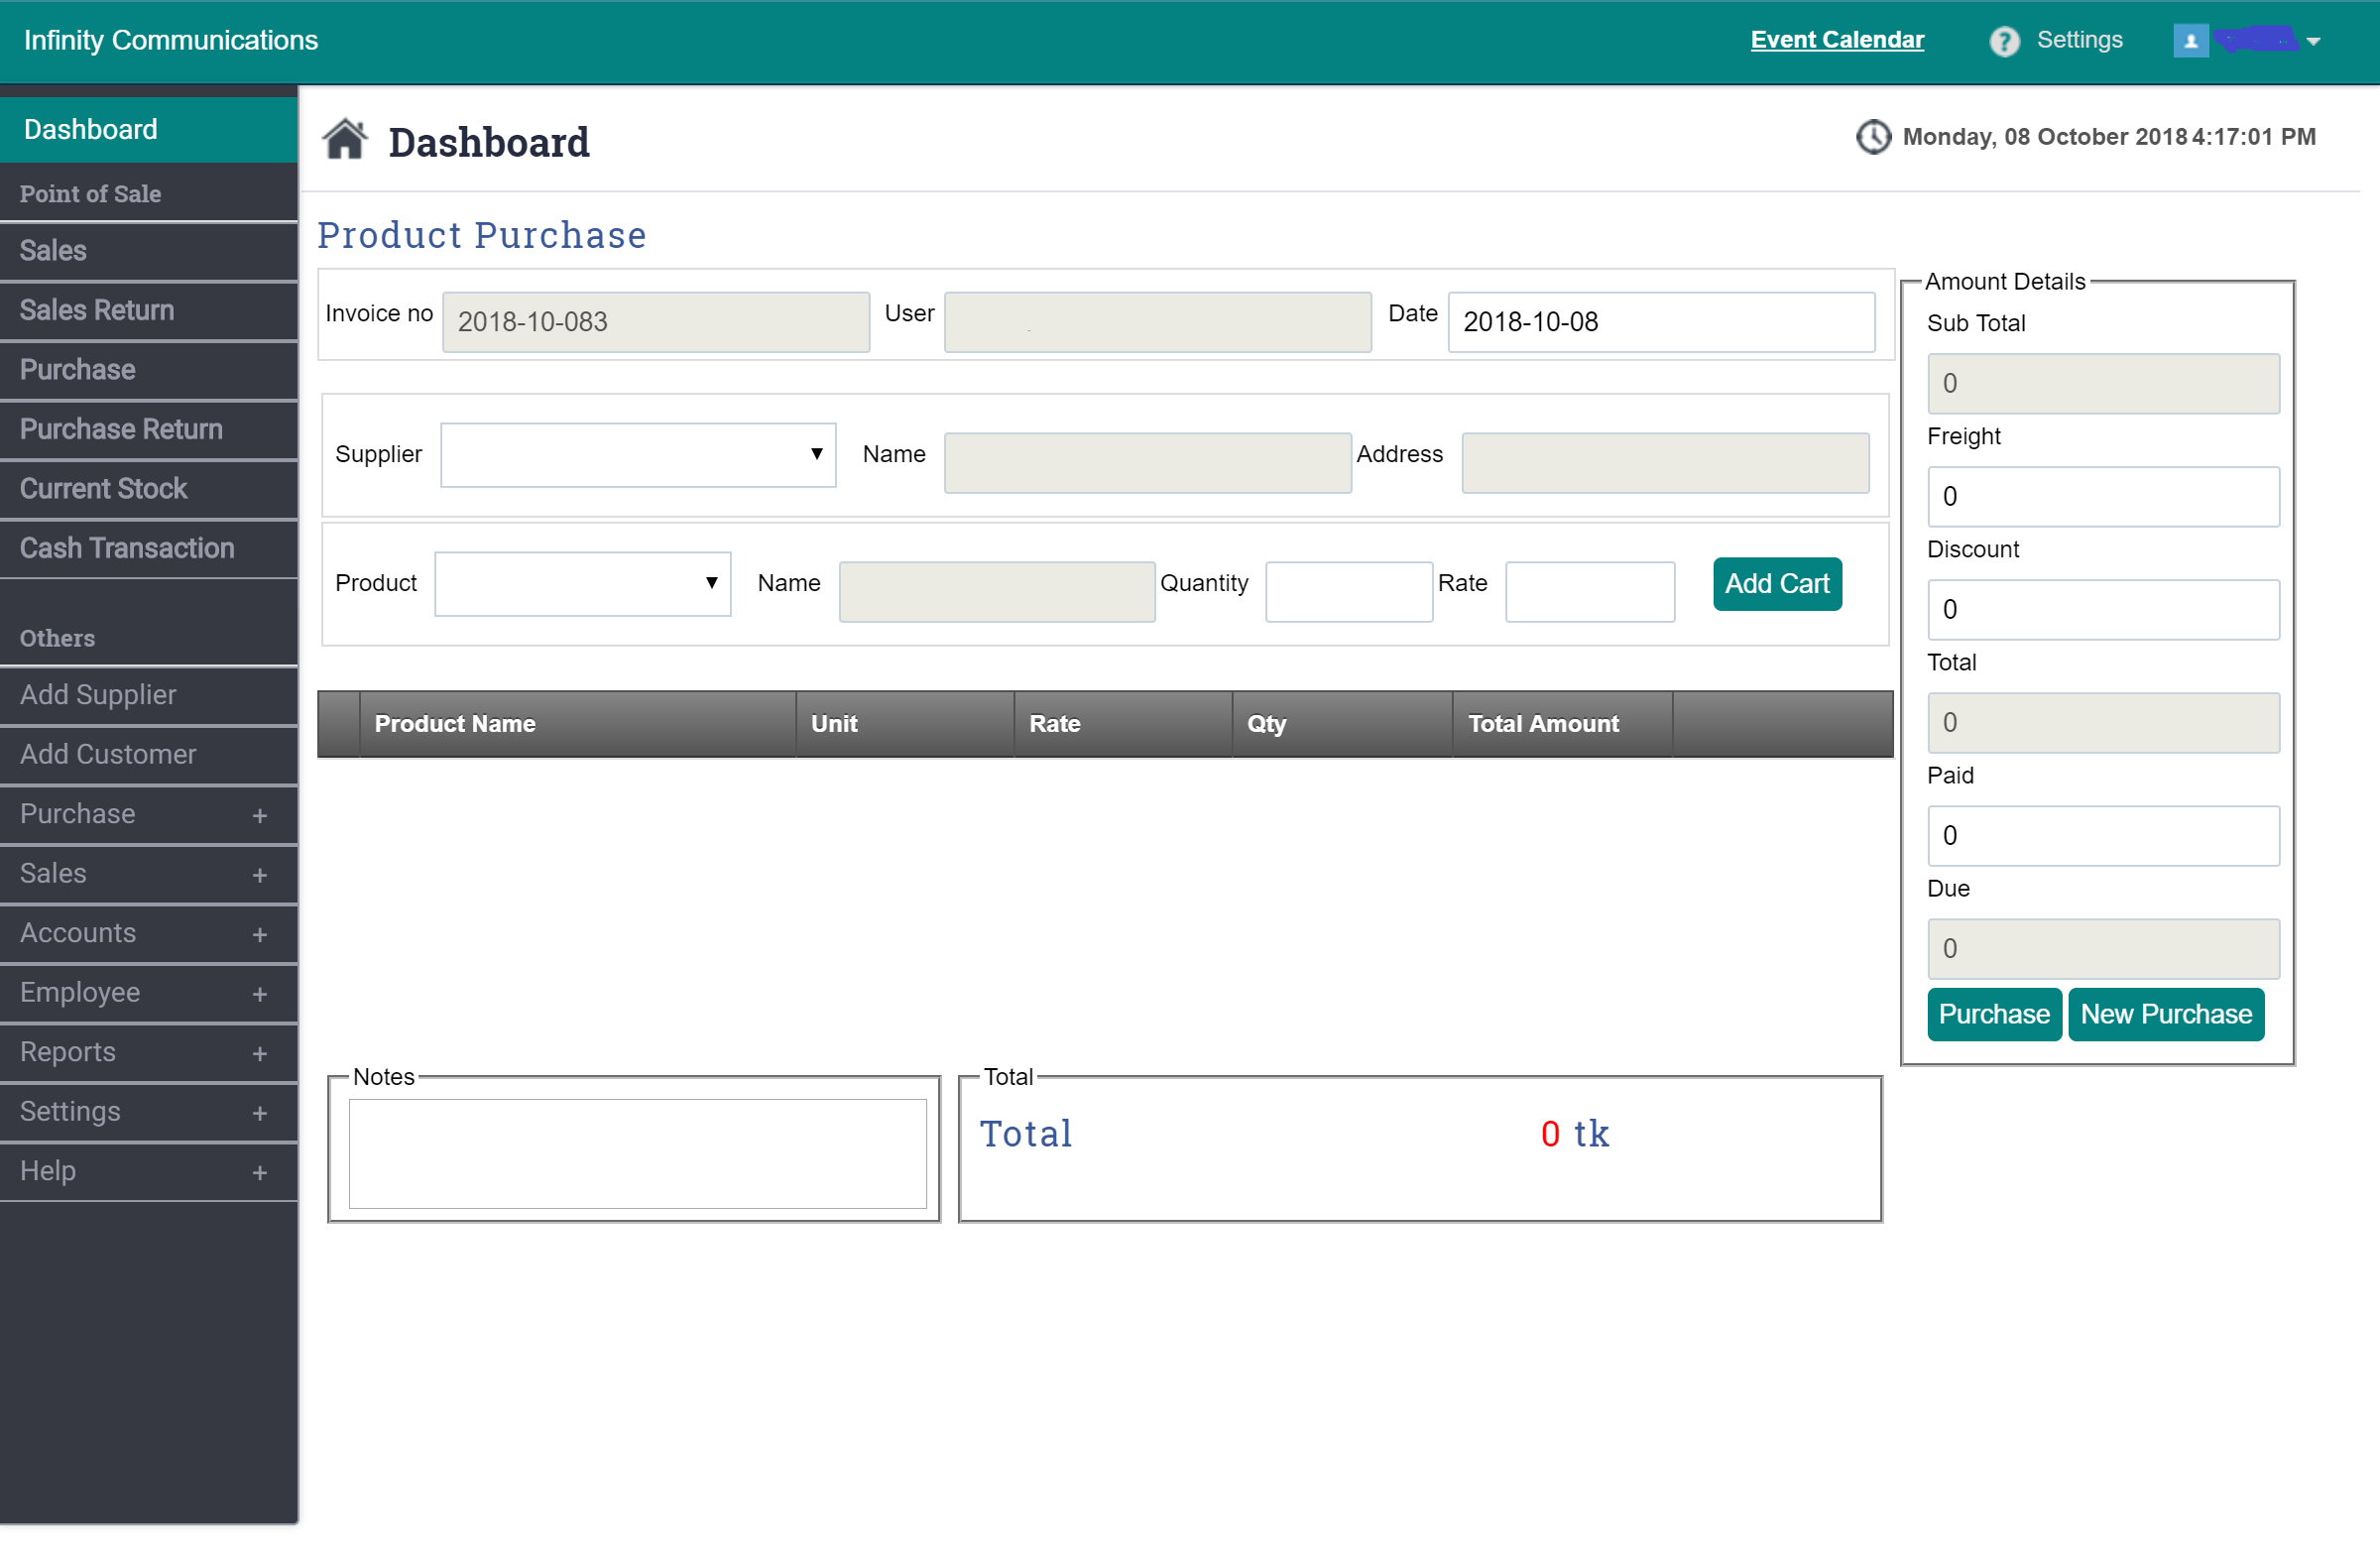 Infinity Communications
Event Calendar
? Settings
Dashboard
Point of Sale
Sales
Sales Return
Purchase
Purchase Return
Current Stock
Cash Transaction
Others
Add Supplier
Add Customer
Purchase +
Sales +
Accounts +
Employee +
Reports +
Settings +
Help +
Dashboard
Monday, 08 October 2018 4:17:01 PM
Product Purchase
Invoice no 2018-10-083 User Date 2018-10-08
Supplier Name Address
Product Name Quantity Rate Add Cart
Product Name Unit Rate Qty Total Amount
Notes
Total
Total 0 tk
Amount Details
Sub Total
0
Freight
0
Discount
0
Total
0
Paid
0
Due
0
Purchase New Purchase